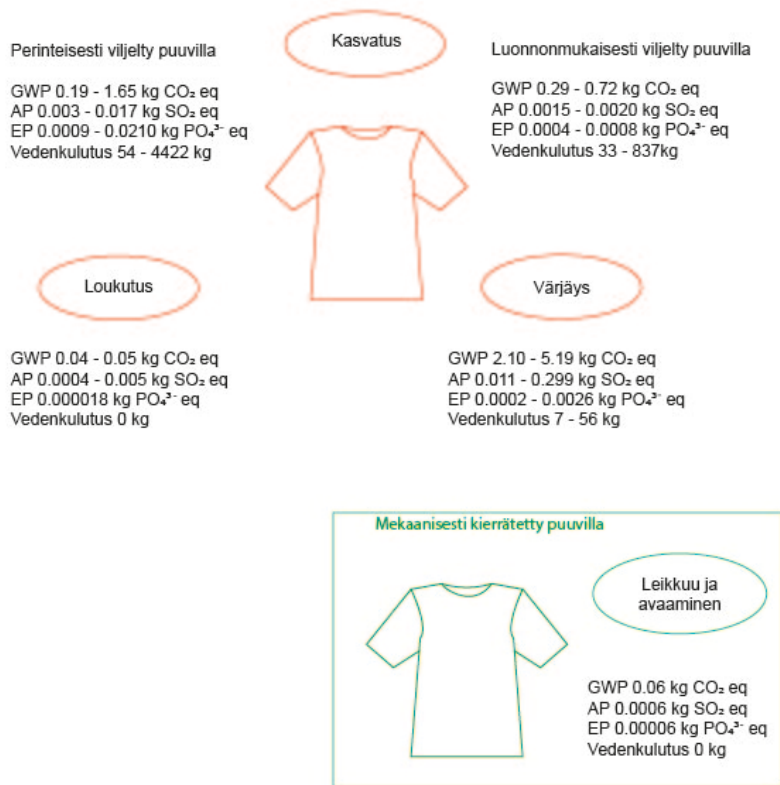 Kasvatus
Perinteisesti viljelty puuvilla
GWP 0.19 - 1.65 kg CO₂ eq
AP 0.003 - 0.017 kg SO₂ eq
EP 0.0009 - 0.0210 kg PO₄³⁻ eq
Vedenkulutus 54 - 4422 kg
Luonnonmukaisesti viljelty puuvilla
GWP 0.29 - 0.72 kg CO₂ eq
AP 0.0015 - 0.0020 kg SO₂ eq
EP 0.0004 - 0.0008 kg PO₄³⁻ eq
Vedenkulutus 33 - 837kg
Loukutus
GWP 0.04 - 0.05 kg CO₂ eq
AP 0.0004 - 0.005 kg SO₂ eq
EP 0.000018 kg PO₄³⁻ eq
Vedenkulutus 0 kg
Värjäys
GWP 2.10 - 5.19 kg CO₂ eq
AP 0.011 - 0.299 kg SO₂ eq
EP 0.0002 - 0.0026 kg PO₄³⁻ eq
Vedenkulutus 7 - 56 kg
Mekaanisesti kierrätetty puuvilla
Leikkuu ja
avaaminen
GWP 0.06 kg CO₂ eq
AP 0.0006 kg SO₂ eq
EP 0.00006 kg PO₄³⁻ eq
Vedenkulutus 0 kg